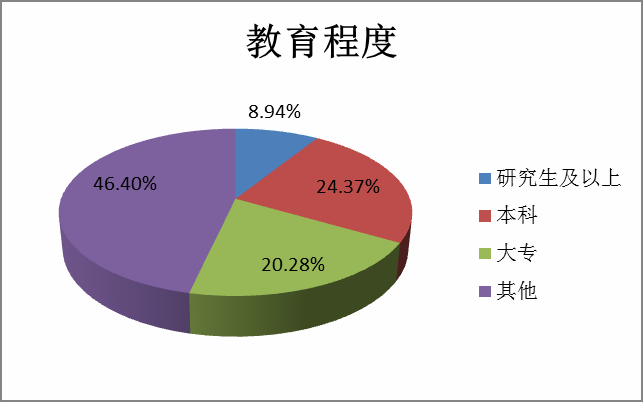 教育程度
8.94%
24.37%
20.28%
46.40%
研究生及以上
本科
大专
其他